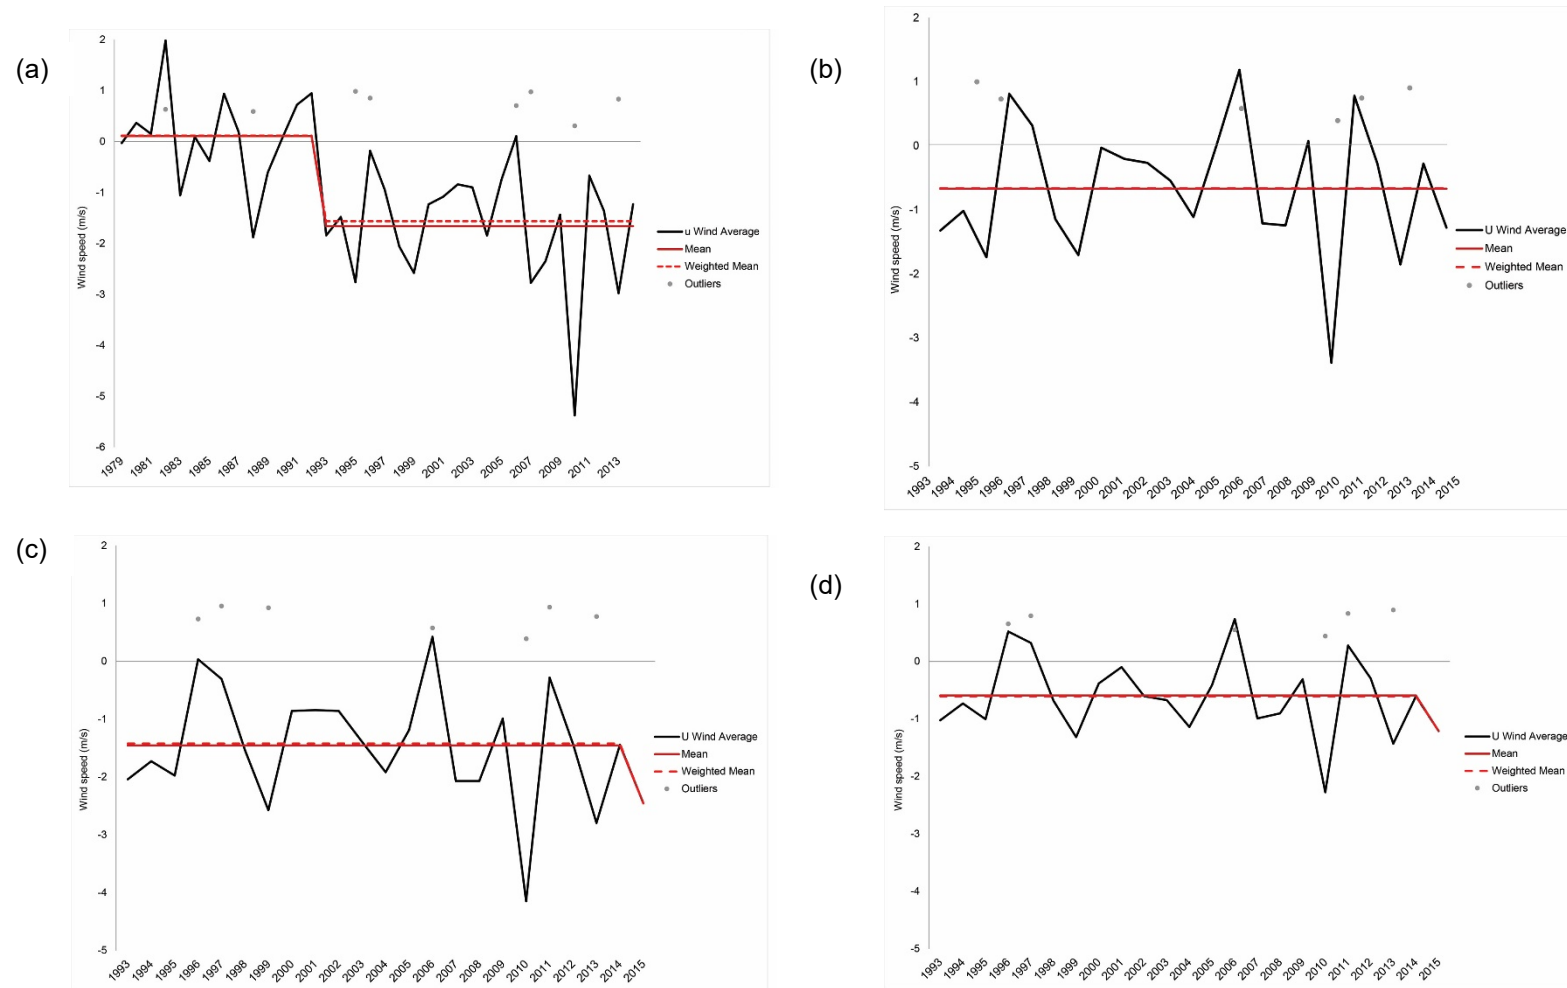 (a)
2
1
0
-1
-2
-3
-4
-5
-6
Wind speed (m/s)
1979 1981 1983 1985 1987 1989 1991 1993 1995 1997 1999 2001 2003 2005 2007 2009 2011 2013
u Wind Average
Mean
Weighted Mean
Outliers
(b)
2
1
0
-1
-2
-3
-4
-5
Wind speed (m/s)
1993 1994 1995 1996 1997 1998 1999 2000 2001 2002 2003 2004 2005 2006 2007 2008 2009 2010 2011 2012 2013 2014 2015
U Wind Average
Mean
Weighted Mean
Outliers
(c)
2
1
0
-1
-2
-3
-4
-5
Wind speed (m/s)
1993 1994 1995 1996 1997 1998 1999 2000 2001 2002 2003 2004 2005 2006 2007 2008 2009 2010 2011 2012 2013 2014 2015
U Wind Average
Mean
Weighted Mean
Outliers
(d)
2
1
0
-1
-2
-3
-4
-5
Wind speed (m/s)
1993 1994 1995 1996 1997 1998 1999 2000 2001 2002 2003 2004 2005 2006 2007 2008 2009 2010 2011 2012 2013 2014 2015
U Wind Average
Mean
Weighted Mean
Outliers